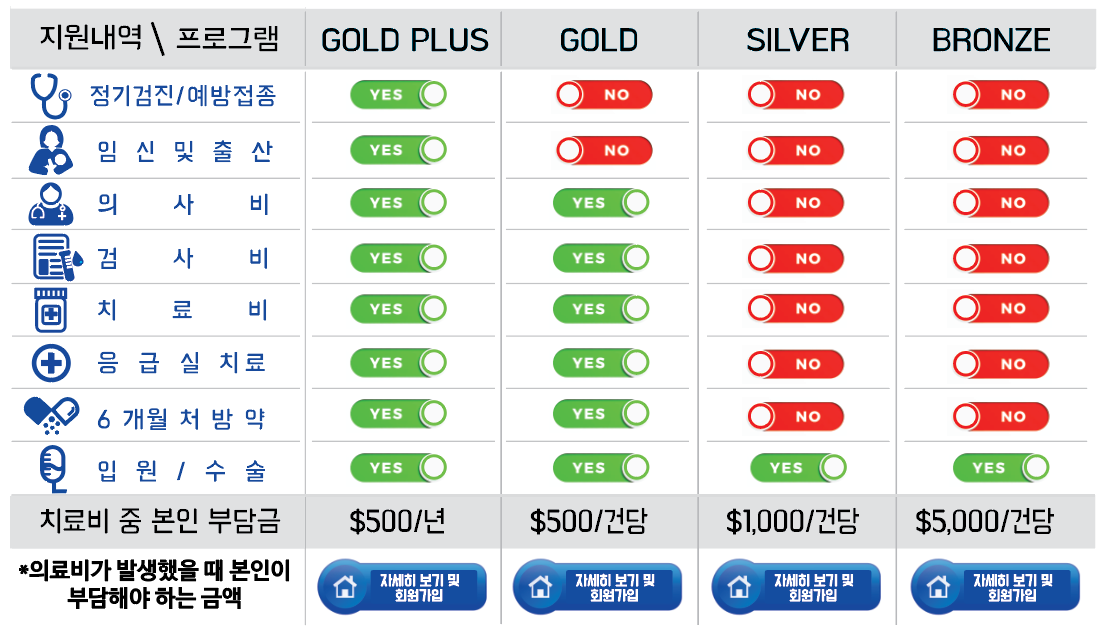 지원내역 \ 프로그램 GOLD PLUS GOLD SILVER BRONZE
정기검진/예방접종 YES NO NO NO
임 신 및 출 산 YES NO NO NO
의 사 비 YES YES NO NO
검 사 비 YES YES NO NO
치 료 비 YES YES NO NO
응 급 실 치료 YES YES NO NO
6 개월 처 방 약 YES YES NO NO
입 원 / 수 술 YES YES YES YES
치료비 중 본인 부담금 $500/년 $500/건당 $1,000/건당 $5,000/건당
*의료비가 발생했을 때 본인이
부담해야 하는 금액
자세히 보기 및
회원가입
자세히 보기 및
회원가입
자세히 보기 및
회원가입
자세히 보기 및
회원가입